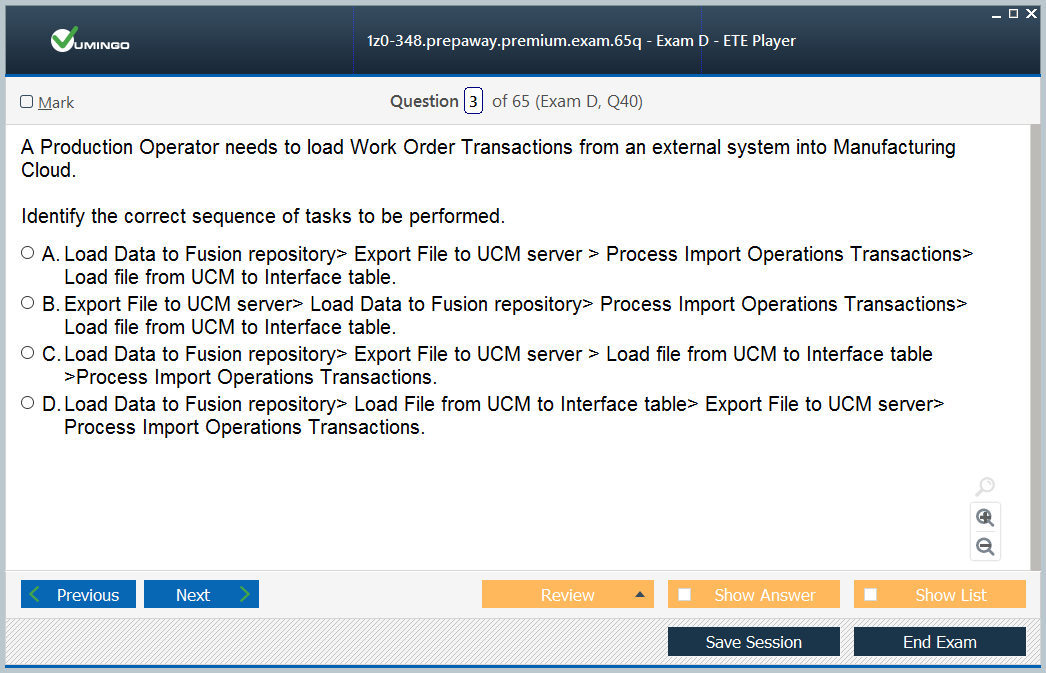 VUMINGO
1z0-348.prepaway.premium.exam.65q - Exam D - ETE Player
Mark
Question 3 of 65 (Exam D, Q40)
A Production Operator needs to load Work Order Transactions from an external system into Manufacturing
Cloud.
Identify the correct sequence of tasks to be performed.
A. Load Data to Fusion repository> Export File to UCM server > Process Import Operations Transactions>
Load file from UCM to Interface table.
B. Export File to UCM server> Load Data to Fusion repository> Process Import Operations Transactions>
Load file from UCM to Interface table.
C. Load Data to Fusion repository> Export File to UCM server > Load file from UCM to Interface table
>Process Import Operations Transactions.
D. Load Data to Fusion repository> Load File from UCM to Interface table> Export File to UCM server>
Process Import Operations Transactions.
Previous
Next
Review
Show Answer
Show List
Save Session
End Exam